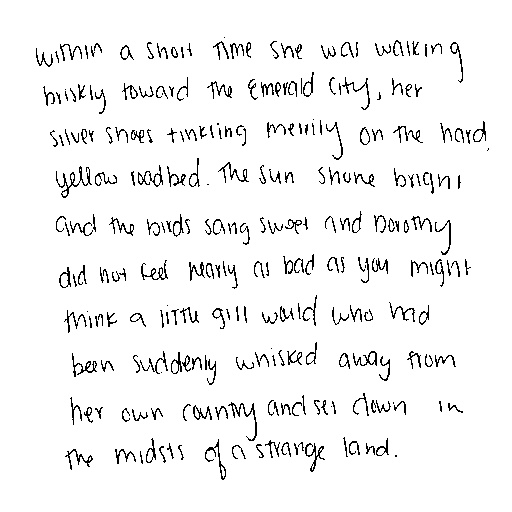 within a short time she was walking
briskly toward the Emerald City, her
silver shoes tinkling merrily on the hard,
yellow roadbed. The sun shone bright
and the birds sang sweet and Dorothy
did not feel nearly as bad as you might
think a little girl would who had
been suddenly whisked away from
her own country and set down in
the midsts of a strange land.